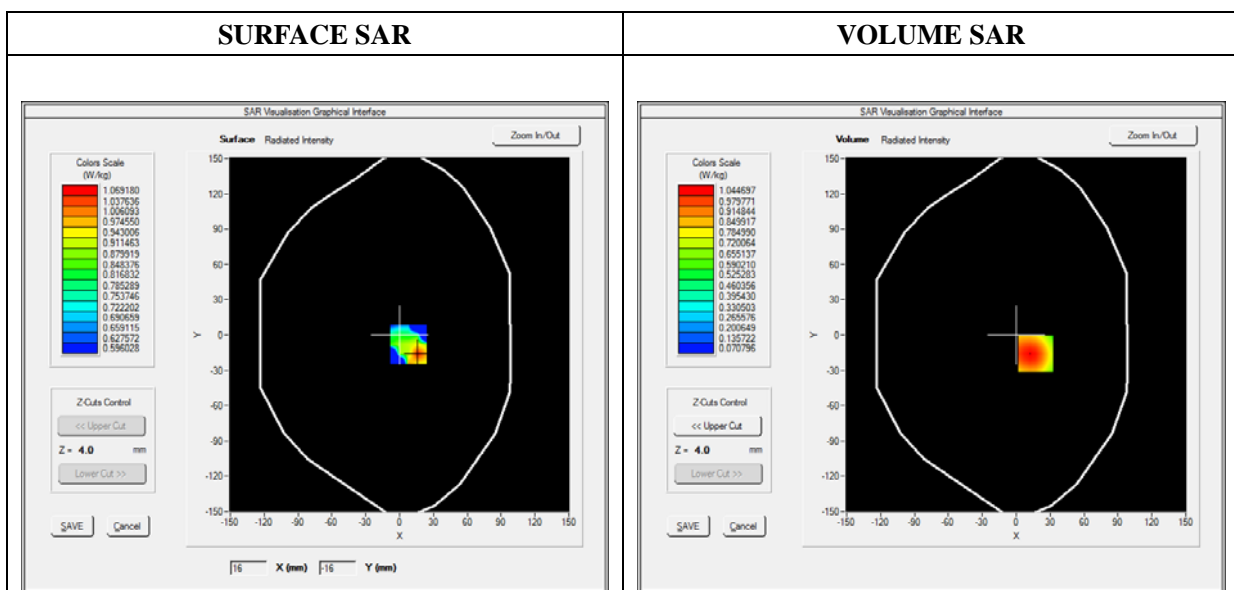 SURFACE SAR
SAR Visualisation Graphical Interface
Surface Radiated Intensity
Zoom In/Out
Colors Scale
(W/kg)
1.069180
1.037636
1.006093
0.974550
0.943006
0.911463
0.879919
0.848376
0.816832
0.785289
0.753746
0.722202
0.690659
0.659115
0.627572
0.596028
Z-Cuts Control
<< Upper Cut
Z = 4.0 mm
Lower Cut >>
SAVE Cancel
150
120
90
60
30
0
-30
-60
-90
-120
-150
Y
-150 -120 -90 -60 -30 0 30 60 90 120 150
X
16 X (mm) -16 Y (mm)
VOLUME SAR
SAR Visualisation Graphical Interface
Volume Radiated Intensity
Zoom In/Out
Colors Scale
(W/kg)
1.044697
0.979771
0.914844
0.849917
0.784990
0.720064
0.655137
0.590210
0.525283
0.460356
0.395430
0.330503
0.265576
0.200649
0.135722
0.070796
Z-Cuts Control
<< Upper Cut
Z = 4.0 mm
Lower Cut >>
SAVE Cancel
150
120
90
60
30
0
-30
-60
-90
-120
-150
Y
-150 -120 -90 -60 -30 0 30 60 90 120 150
X